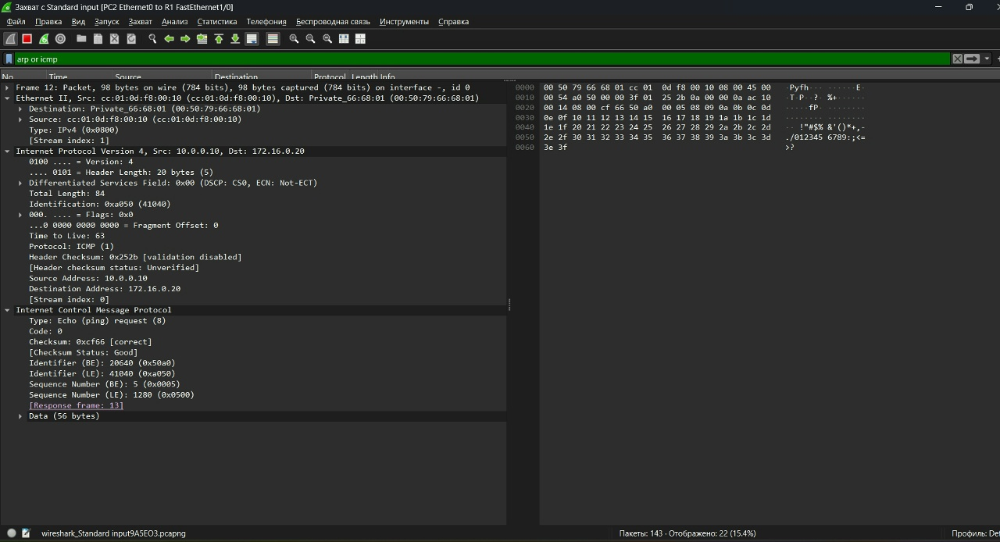 Захват с Standard input [PC2 Ethernet0 to R1 FastEthernet1/0]
Файл Правка Вид Запуск Захват Анализ Статистика Телефония Беспроводная связь Инструменты Справка
arp or icmp
No. Time Source Destination Protocol Length Info
Frame 12: Packet, 98 bytes on wire (784 bits), 98 bytes captured (784 bits) on interface -, id 0
Ethernet II, Src: cc:01:0d:f8:00:10 (cc:01:0d:f8:00:10), Dst: Private_66:68:01 (00:50:79:66:68:01)
Destination: Private_66:68:01 (00:50:79:66:68:01)
Source: cc:01:0d:f8:00:10 (cc:01:0d:f8:00:10)
Type: IPv4 (0x0800)
[Stream index: 1]
Internet Protocol Version 4, Src: 10.0.0.10, Dst: 172.16.0.20
0100 .... = Version: 4
.... 0101 = Header Length: 20 bytes (5)
Differentiated Services Field: 0x00 (DSCP: CS0, ECN: Not-ECT)
Total Length: 84
Identification: 0xa050 (41040)
000. .... = Flags: 0x0
...0 0000 0000 0000 = Fragment Offset: 0
Time to Live: 63
Protocol: ICMP (1)
Header Checksum: 0x252b [validation disabled]
[Header checksum status: Unverified]
Source Address: 10.0.0.10
Destination Address: 172.16.0.20
[Stream index: 0]
Internet Control Message Protocol
Type: Echo (ping) request (8)
Code: 0
Checksum: 0xcf66 [correct]
[Checksum Status: Good]
Identifier (BE): 20640 (0x50a0)
Identifier (LE): 41040 (0xa050)
Sequence Number (BE): 5 (0x0005)
Sequence Number (LE): 1280 (0x0500)
[Response frame: 13]
Data (56 bytes)
0000 00 50 79 66 68 01 cc 01 0d f8 00 10 08 00 45 00 ·Pyfh··· ······E·
0010 00 54 a0 50 00 00 3f 01 25 2b 0a 00 00 0a ac 10 ·T·P··?· %+······
0020 00 14 08 00 cf 66 50 a0 00 05 08 09 0a 0b 0c 0d ·····fP· ········
0030 0e 0f 10 11 12 13 14 15 16 17 18 19 1a 1b 1c 1d ········ ········
0040 1e 1f 20 21 22 23 24 25 26 27 28 29 2a 2b 2c 2d ·· !"#$% &'()*+,-
0050 2e 2f 30 31 32 33 34 35 36 37 38 39 3a 3b 3c 3d ./012345 6789:;<=
0060 3e 3f >?
wireshark_Standard input9A5EO3.pcapng Пакеты: 143 · Отображено: 22 (15.4%) Профиль: Def